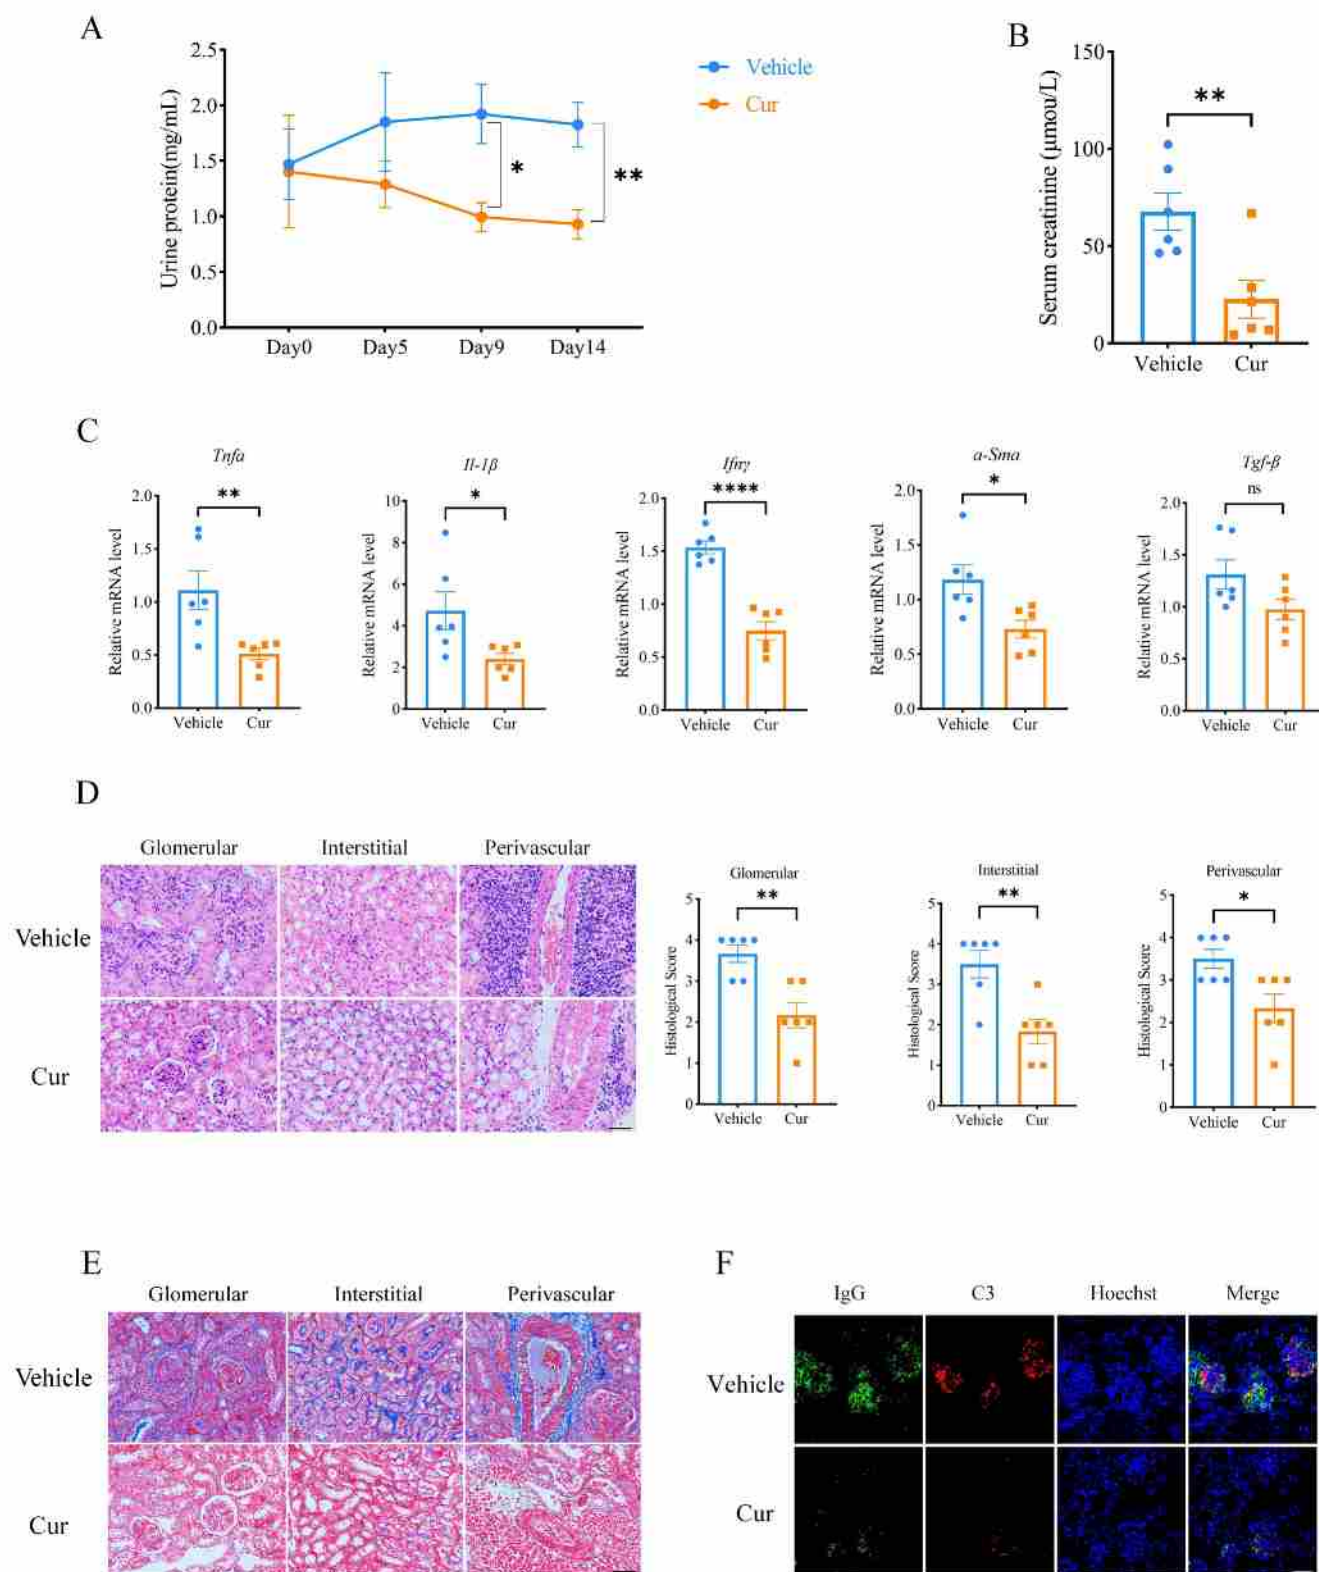 A
2.5
2.0
1.5
1.0
0.5
0.0
Urine protein(mg/mL)
Day0 Day5 Day9 Day14
*
**
Vehicle
Cur
B
150
100
50
0
Serum creatinine (μmou/L)
**
Vehicle Cur
C
Tnfa
**
2.0
1.5
1.0
0.5
0.0
Relative mRNA level
Vehicle Cur
Il-1β
*
10
8
6
4
2
0
Relative mRNA level
Vehicle Cur
Ifnγ
****
2.0
1.5
1.0
0.5
0.0
Relative mRNA level
Vehicle Cur
a-Sma
*
2.0
1.5
1.0
0.5
0.0
Relative mRNA level
Vehicle Cur
Tgf-β
ns
2.0
1.5
1.0
0.5
0.0
Relative mRNA level
Vehicle Cur
D
Glomerular Interstitial Perivascular
Vehicle
Cur
Glomerular
**
5
4
3
2
1
0
Histological Score
Vehicle Cur
Interstitial
**
5
4
3
2
1
0
Histological Score
Vehicle Cur
Perivascular
*
5
4
3
2
1
0
Histological Score
Vehicle Cur
E
Glomerular Interstitial Perivascular
Vehicle
Cur
F
IgG C3 Hoechst Merge
Vehicle
Cur